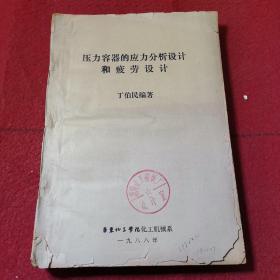 压力容器的应力分析设计
和疲劳设计
丁伯民编著
华东化工学院化工机械系
一九八八年